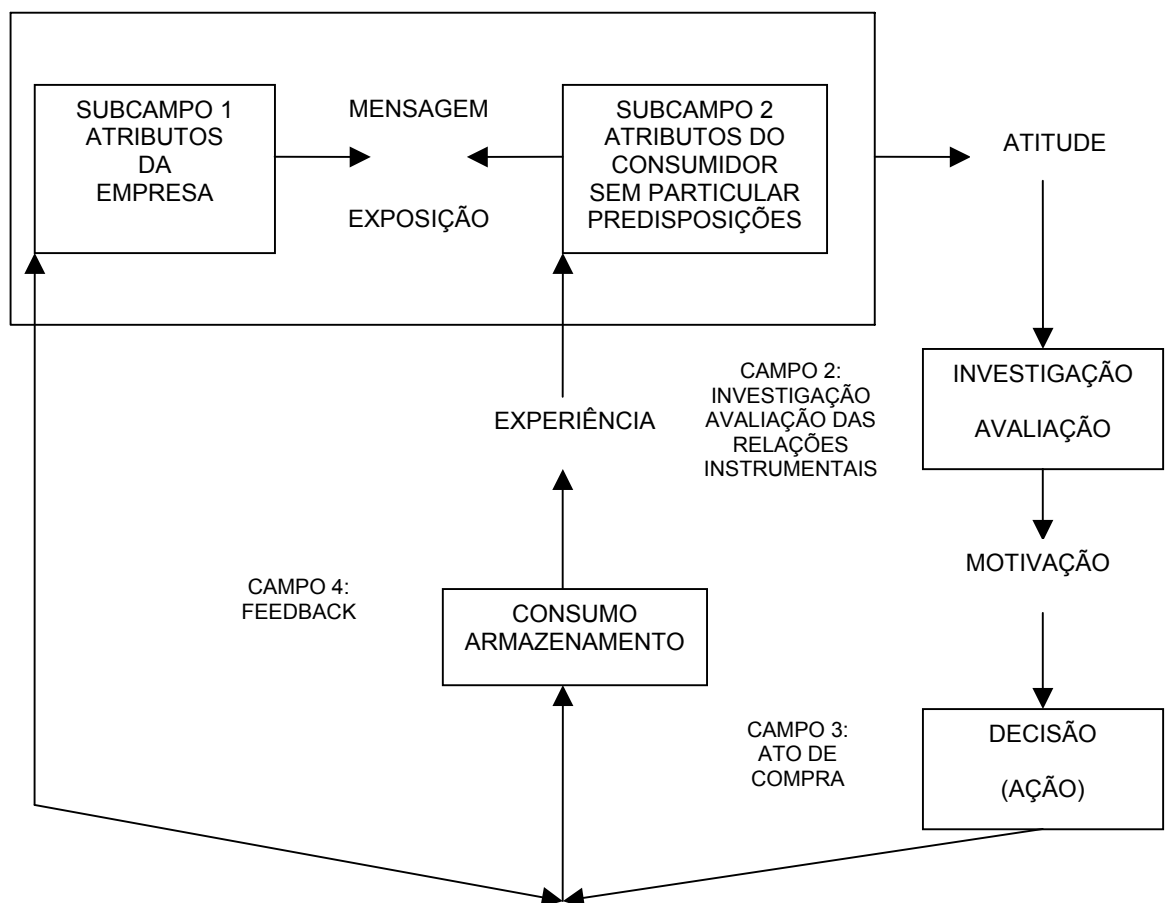 SUBCAMPO 1
ATRIBUTOS
DA
EMPRESA
MENSAGEM
EXPOSIÇÃO
SUBCAMPO 2
ATRIBUTOS DO
CONSUMIDOR
SEM PARTICULAR
PREDISPOSIÇÕES
ATITUDE
CAMPO 2:
INVESTIGAÇÃO
AVALIAÇÃO DAS
RELAÇÕES
INSTRUMENTAIS
INVESTIGAÇÃO
AVALIAÇÃO
EXPERIÊNCIA
MOTIVAÇÃO
CAMPO 4:
FEEDBACK
CONSUMO
ARMAZENAMENTO
CAMPO 3:
ATO DE
COMPRA
DECISÃO
(AÇÃO)